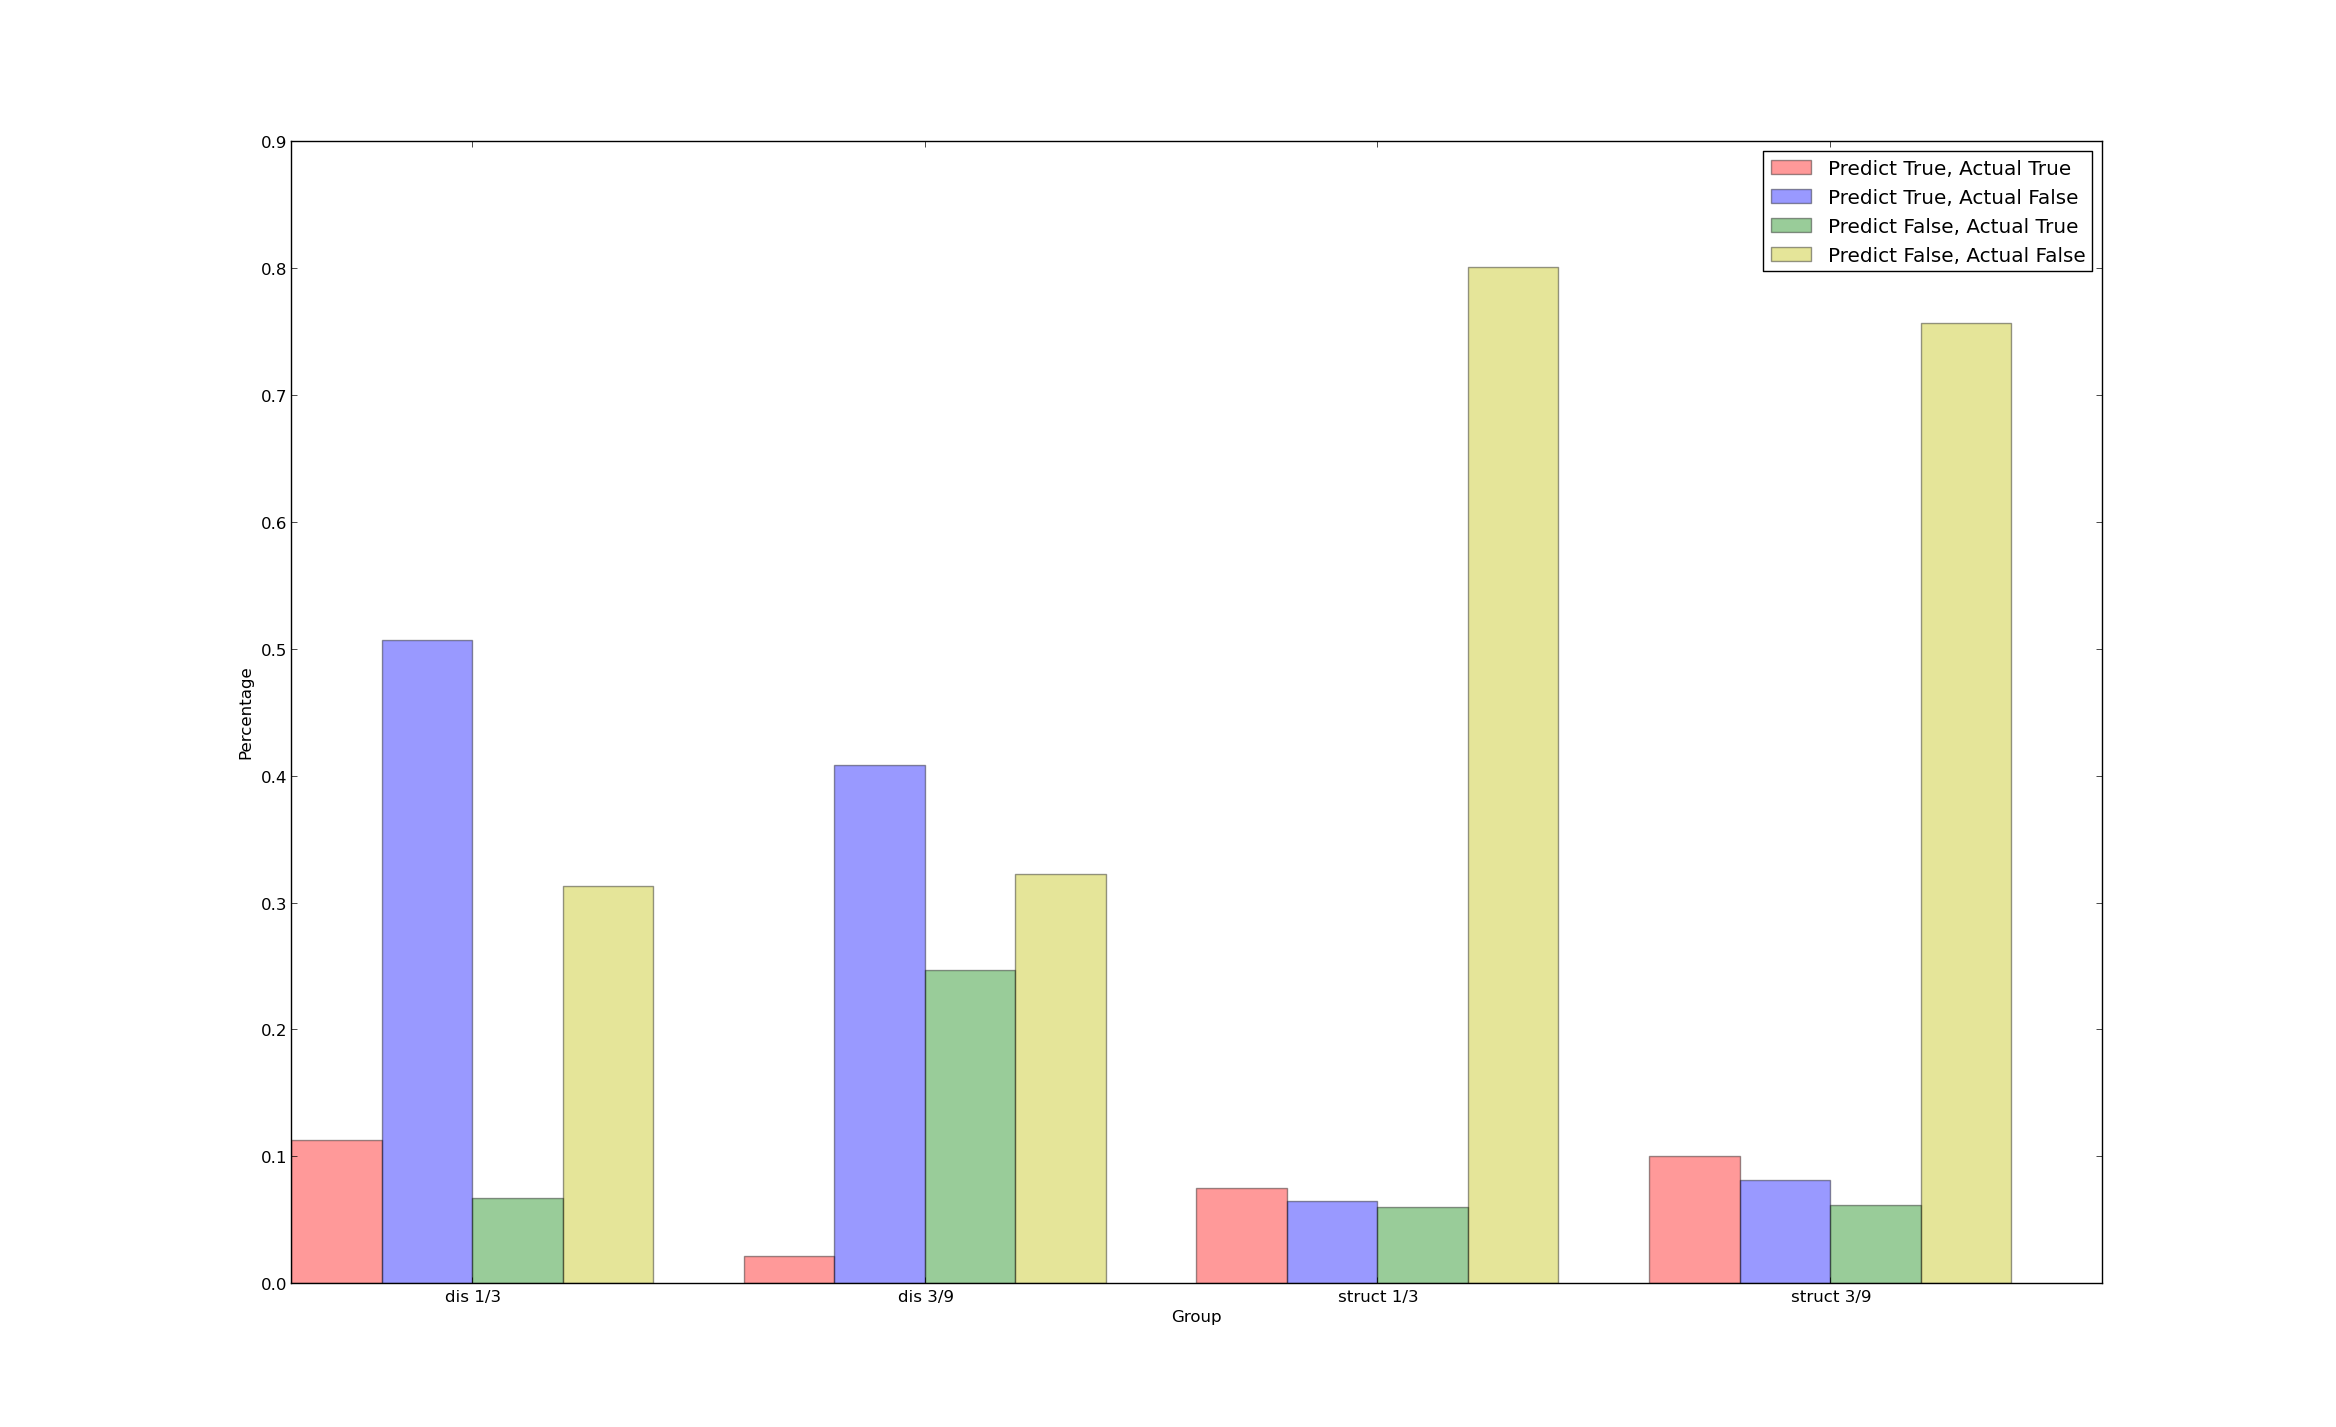 0.9
0.8
0.7
0.6
0.5
0.4
0.3
0.2
0.1
0.0
Percentage
Predict True, Actual True
Predict True, Actual False
Predict False, Actual True
Predict False, Actual False
dis 1/3
dis 3/9
struct 1/3
struct 3/9
Group